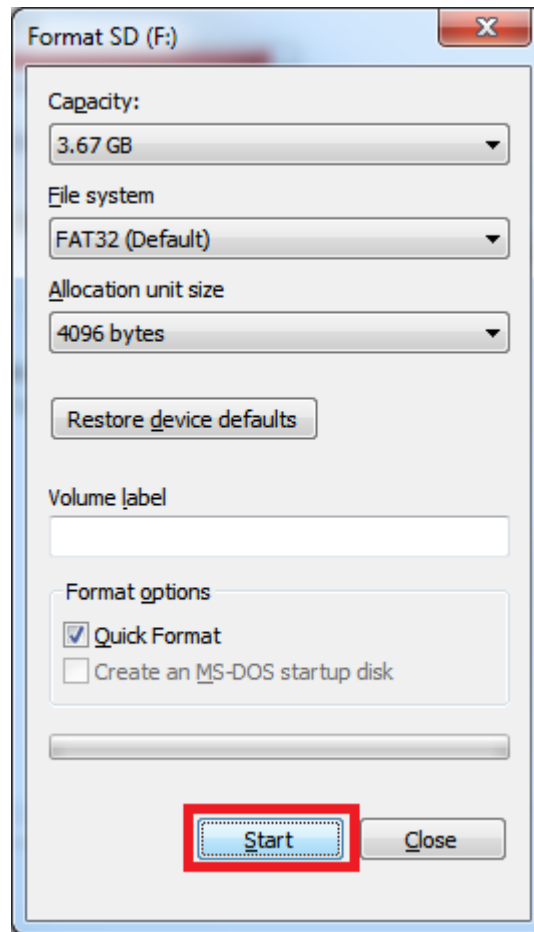 Format SD (F:)
Capacity:
3.67 GB
File system
FAT32 (Default)
Allocation unit size
4096 bytes
Restore device defaults
Volume label
Format options
Quick Format
Create an MS-DOS startup disk
Start Close